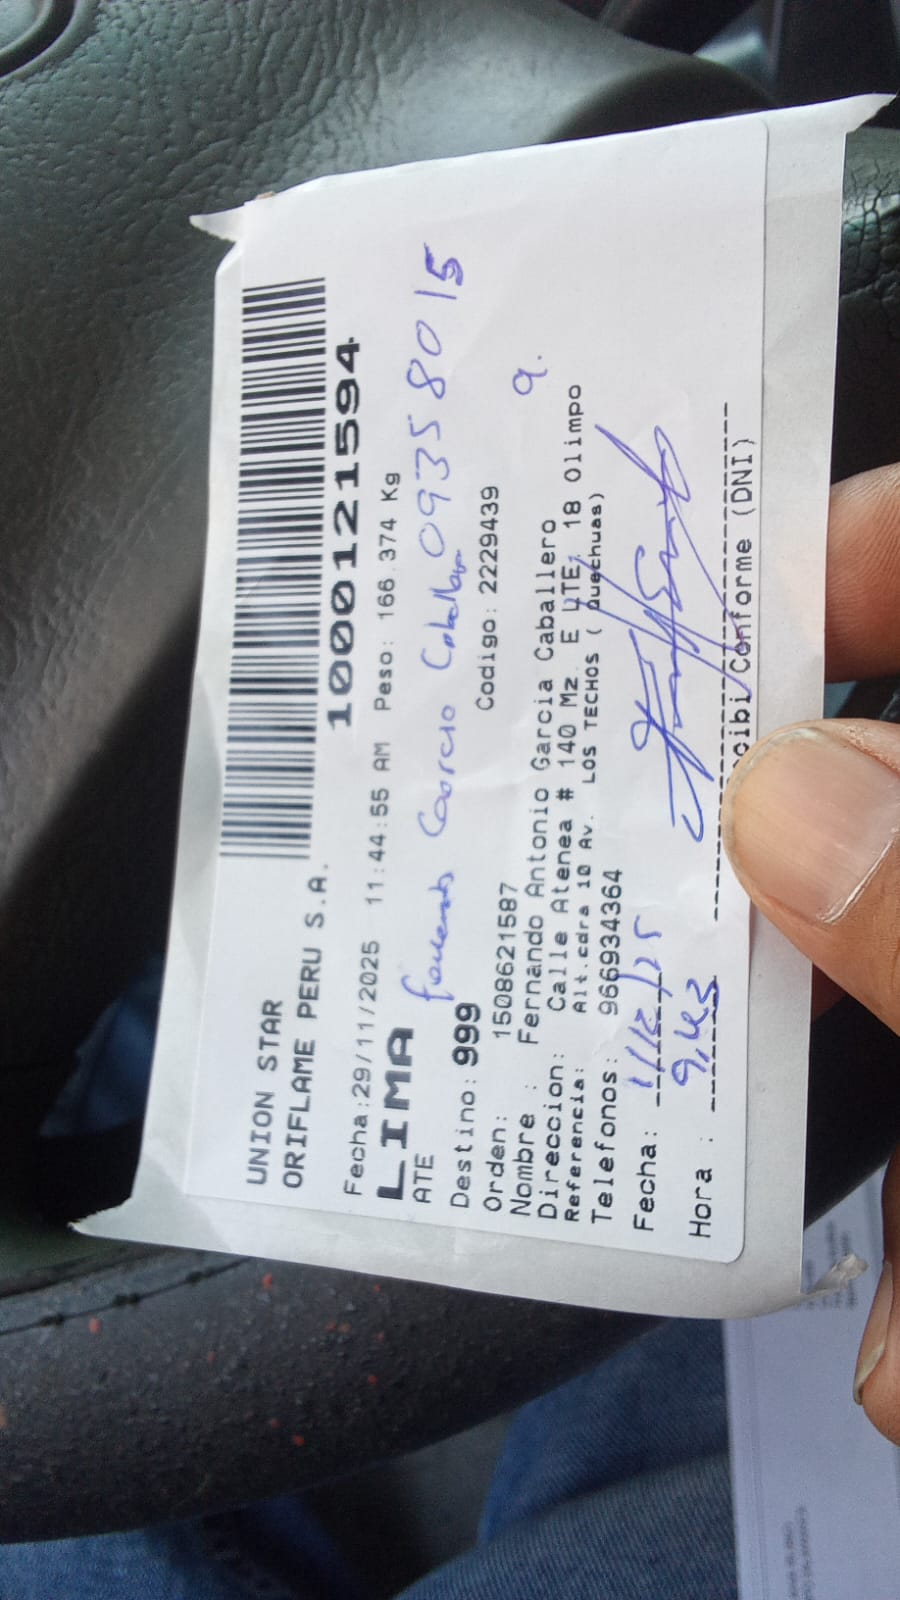 UNION STAR
ORIFLAME PERU S.A.
1000121594
Fecha:29/11/2025 11:44:55 AM Peso: 166.374 Kg
LIMA
ATE
Garcia 09358015
Destino: 999 Codigo: 2229439
Orden: 1508621587
Nombre : Fernando Antonio Garcia Caballero
9.
Direccion: Calle Atenea # 140 Mz. E LTE, 18 Olimpo
Referencia: Alt.cdra 10 Av. LOS TECHOS ( Quechuas)
Telefonos: 966934364
Fecha: 1/12/25
Hora : 9:43
cibi Conforme (DNI)